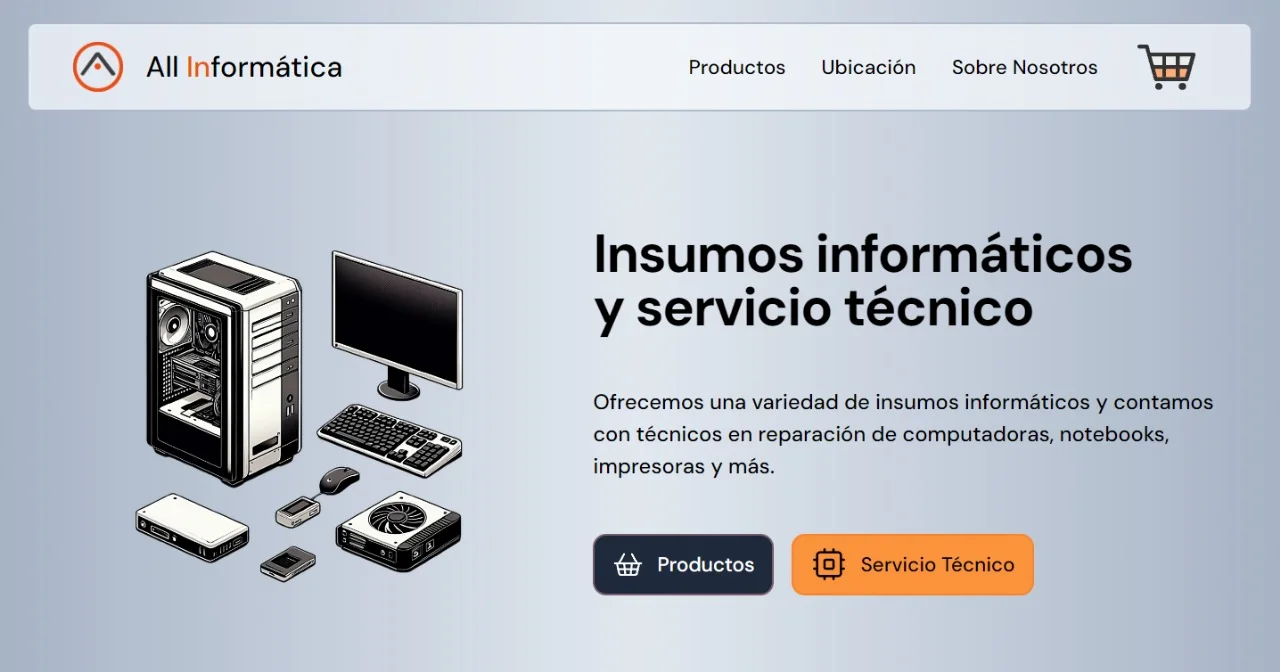 All Informática
Productos
Ubicación
Sobre Nosotros
Insumos informáticos
y servicio técnico
Ofrecemos una variedad de insumos informáticos y contamos
con técnicos en reparación de computadoras, notebooks,
impresoras y más.
Productos
Servicio Técnico